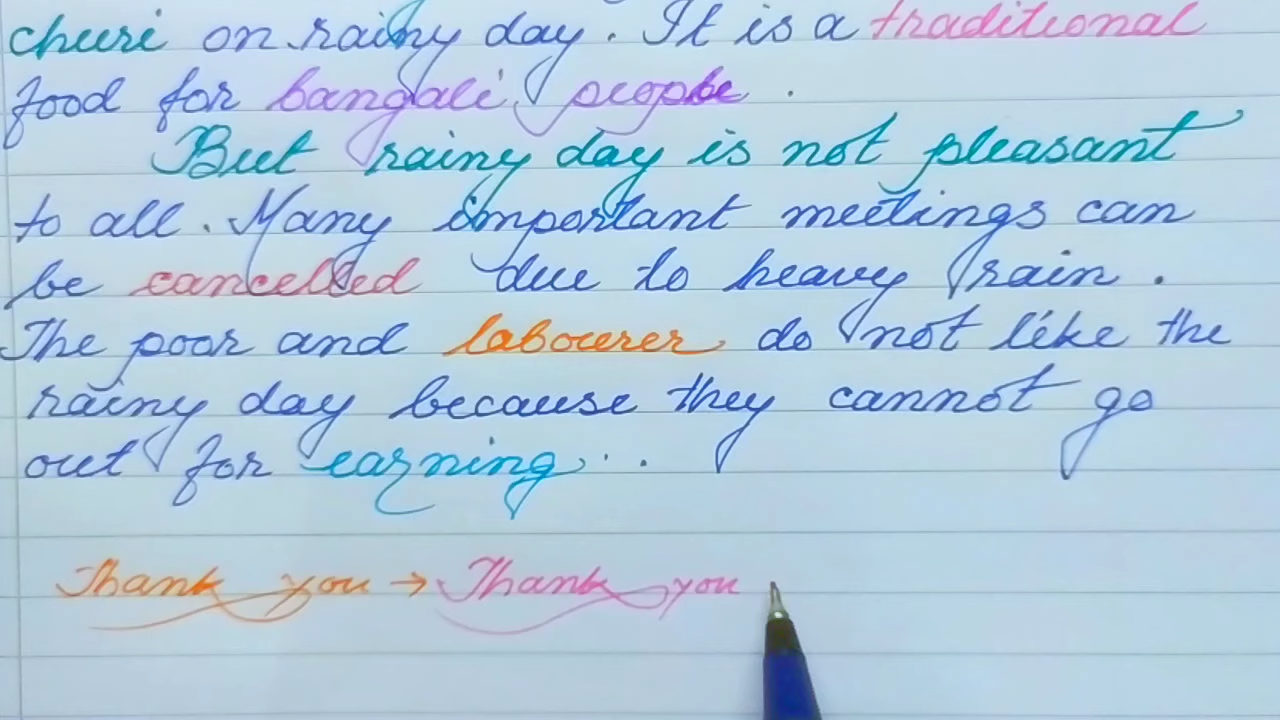 churi on rainy day. It is a traditional
food for bangali people.
But rainy day is not pleasant
to all. Many important meetings can
be cancelled due to heavy rain.
The poor and labourer do not like the
rainy day because they cannot go
out for earning..
Thank you → Thank you